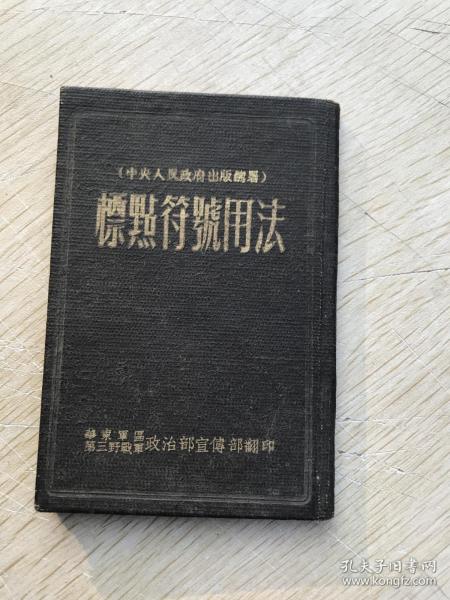 (中央人民政府出版總署)
標點符號用法
華東軍區
第三野戰軍政治部宣傳部翻印
孔夫子旧书网
www.kongfz.com